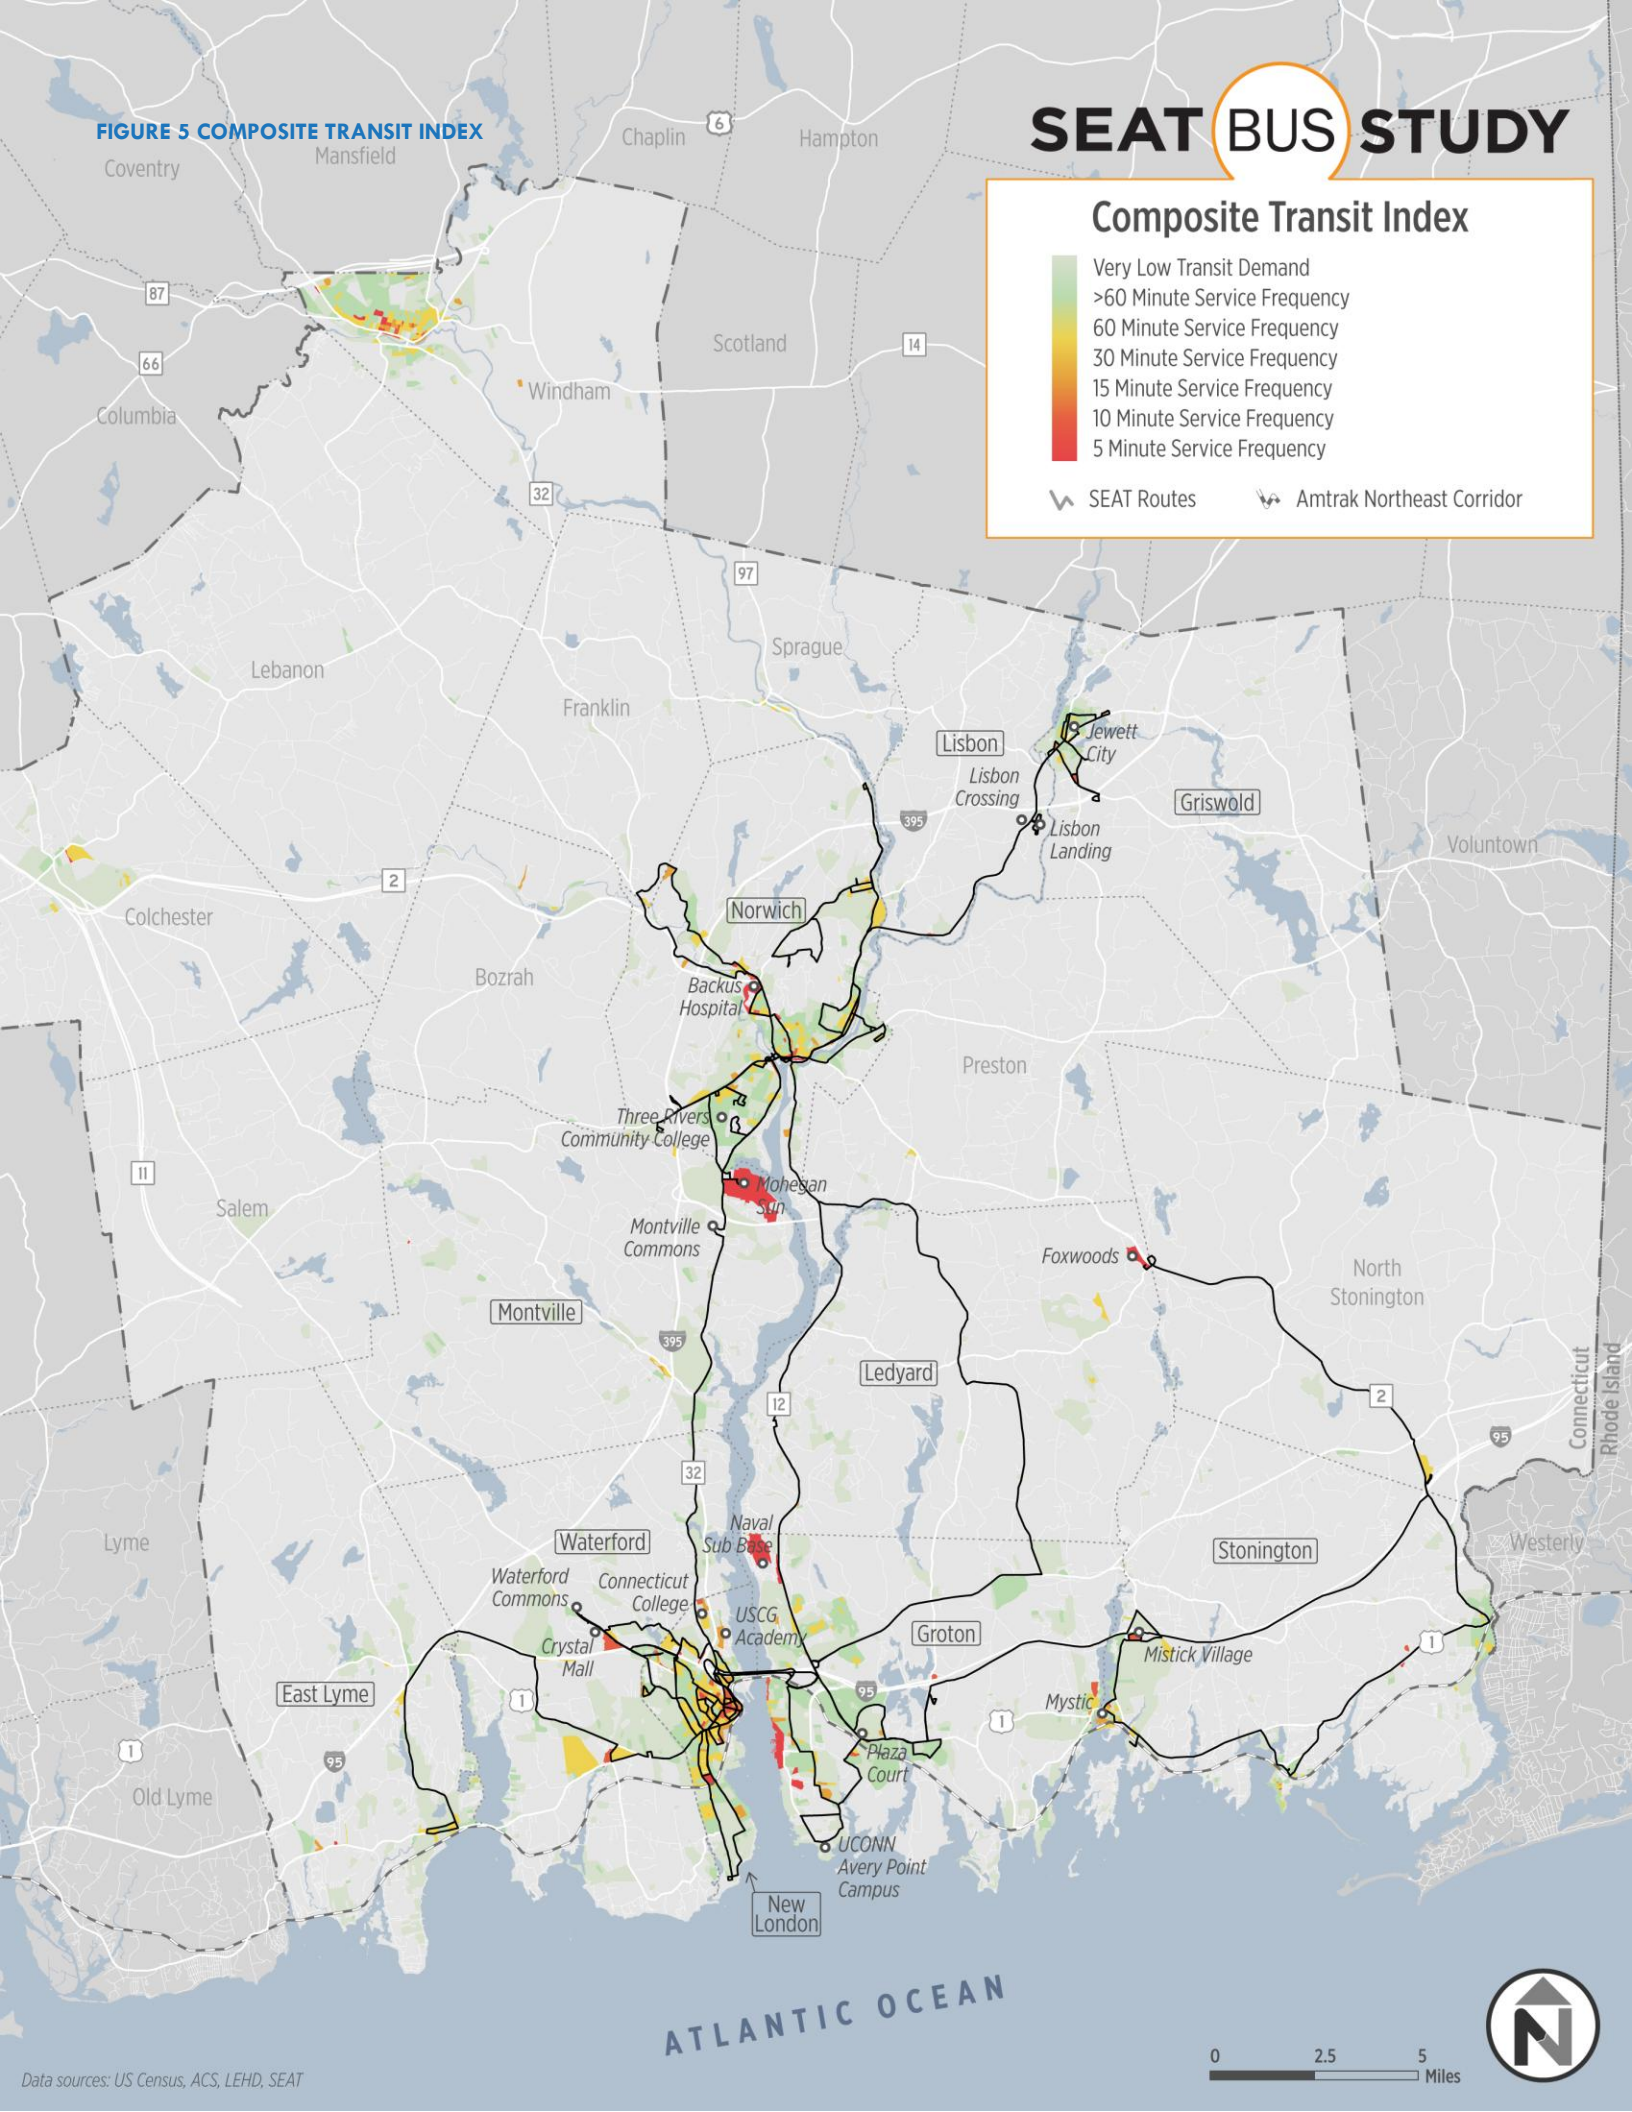 FIGURE 5 COMPOSITE TRANSIT INDEX
SEAT BUS STUDY
Composite Transit Index
Very Low Transit Demand
>60 Minute Service Frequency
60 Minute Service Frequency
30 Minute Service Frequency
15 Minute Service Frequency
10 Minute Service Frequency
5 Minute Service Frequency
SEAT Routes
Amtrak Northeast Corridor
Coventry
Mansfield
Chaplin
6
Hampton
87
66
Columbia
Windham
Scotland
14
32
97
Sprague
Lebanon
Franklin
Lisbon
Jewett
City
Lisbon
Crossing
Griswold
395
Lisbon
Landing
Voluntown
2
Colchester
Norwich
Bozrah
Backus
Hospital
Preston
Three Rivers
Community College
11
Mohegan
Sun
Salem
Montville
Commons
Foxwoods
North
Stonington
Montville
395
Ledyard
Connecticut
Rhode Island
12
2
95
32
Naval
Sub Base
Lyme
Waterford
Stonington
Westerly
Waterford
Commons
Connecticut
College
USCG
Academy
Groton
Crystal
Mall
Mistick Village
1
East Lyme
1
95
Mystic
1
1
95
Plaza
Court
Old Lyme
UCONN
Avery Point
Campus
New
London
ATLANTIC OCEAN
N
0 2.5 5
Miles
Data sources: US Census, ACS, LEHD, SEAT